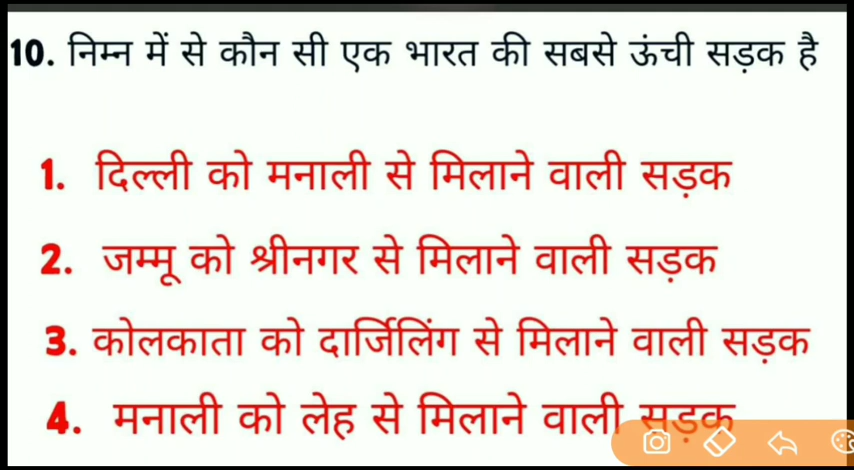 10. निम्न में से कौन सी एक भारत की सबसे ऊंची सड़क है
1. दिल्ली को मनाली से मिलाने वाली सड़क
2. जम्मू को श्रीनगर से मिलाने वाली सड़क
3. कोलकाता को दार्जिलिंग से मिलाने वाली सड़क
4. मनाली को लेह से मिलाने वाली सड़क